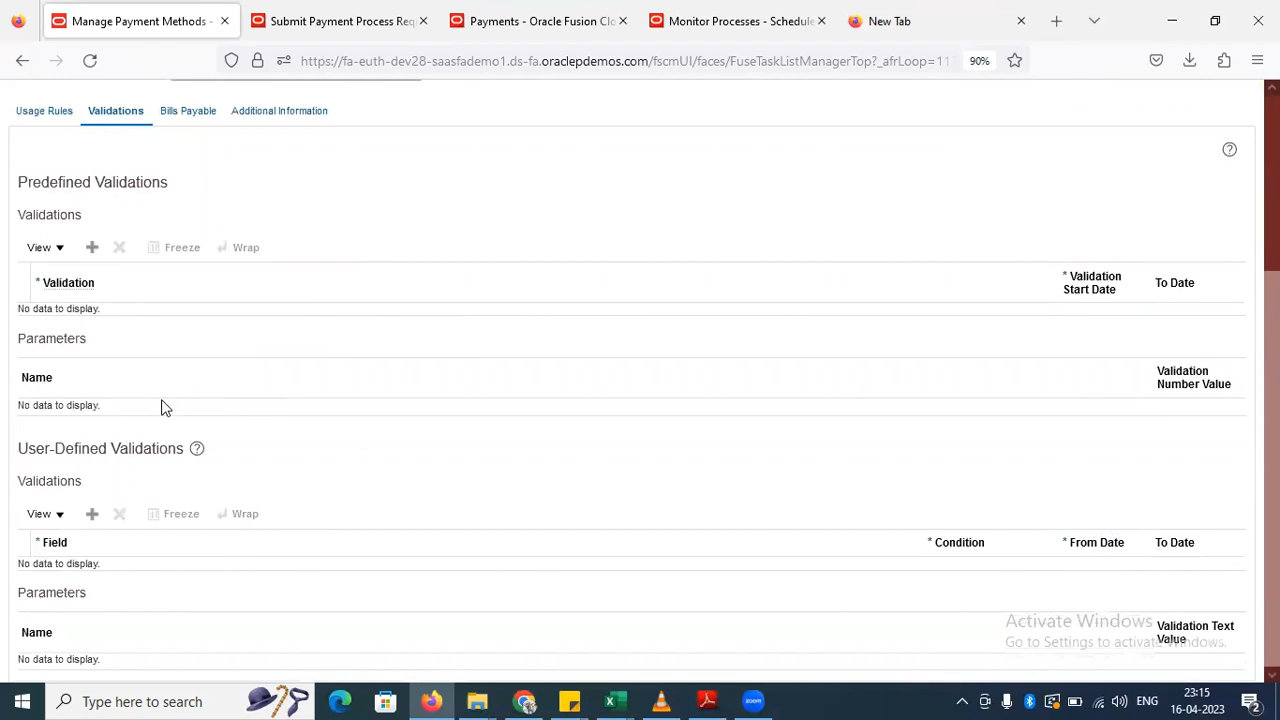 Manage Payment Methods -
Submit Payment Process Req
Payments - Oracle Fusion Clo
Monitor Processes - Schedule
New Tab
https://fa-euth-dev28-saasfademo1.ds-fa.oraclepdemos.com/fscmUI/faces/FuseTaskListManagerTop?_afrLoop=11
90%
Usage Rules Validations Bills Payable Additional Information
Predefined Validations
Validations
View Freeze Wrap
* Validation * Validation Start Date To Date
No data to display.
Parameters
Name Validation Number Value
No data to display.
User-Defined Validations
Validations
View Freeze Wrap
* Field * Condition * From Date To Date
No data to display.
Parameters
Name Validation Text Value
No data to display.
Activate Windows
Go to Settings to activate Windows.
Type here to search
ENG
23:15
16-04-2023
2